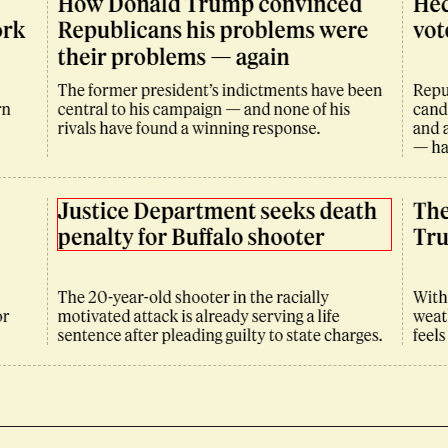 How Donald Trump convinced
Republicans his problems were
their problems — again
The former president's indictments have been
central to his campaign — and none of his
rivals have found a winning response.
vot
Repu
cand
and a
— ha
Justice Department seeks death
penalty for Buffalo shooter
The 20-year-old shooter in the racially
motivated attack is already serving a life
sentence after pleading guilty to state charges.
The
Tru
With
weat
feels
or